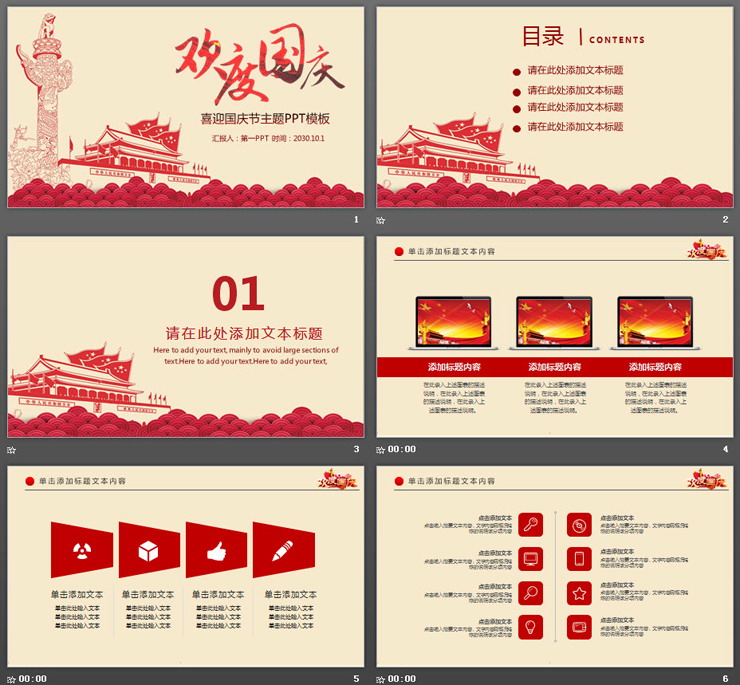 欢度国庆
喜迎国庆节主题PPT模板
汇报人：第一PPT 时间：2030.10.1
1
目录
CONTENTS
请在此处添加文本标题
请在此处添加文本标题
请在此处添加文本标题
请在此处添加文本标题
2
01
请在此处添加文本标题
Here to add your text, mainly to avoid large sections of
text.Here to add your text.Here to add your text,
3
单击添加标题文本内容
添加标题内容 添加标题内容 添加标题内容
在此录入上述图表的描述
说明，在此录入上述图表
的描述说明，在此录入上
述图表的描述说明。
在此录入上述图表的描述
说明，在此录入上述图表
的描述说明，在此录入上
述图表的描述说明。
在此录入上述图表的描述
说明，在此录入上述图表
的描述说明，在此录入上
述图表的描述说明。
00:00
4
单击添加标题文本内容
单击添加文本 单击添加文本 单击添加文本 单击添加文本
单击此处输入文本 单击此处输入文本 单击此处输入文本 单击此处输入文本
单击此处输入文本 单击此处输入文本 单击此处输入文本 单击此处输入文本
单击此处输入文本 单击此处输入文本 单击此处输入文本 单击此处输入文本
00:00
5
单击添加标题文本内容
点击添加文本
点击添加文本
点击添加文本
点击添加文本
点击添加文本
点击添加文本
点击添加文本
点击添加文本
00:00
6